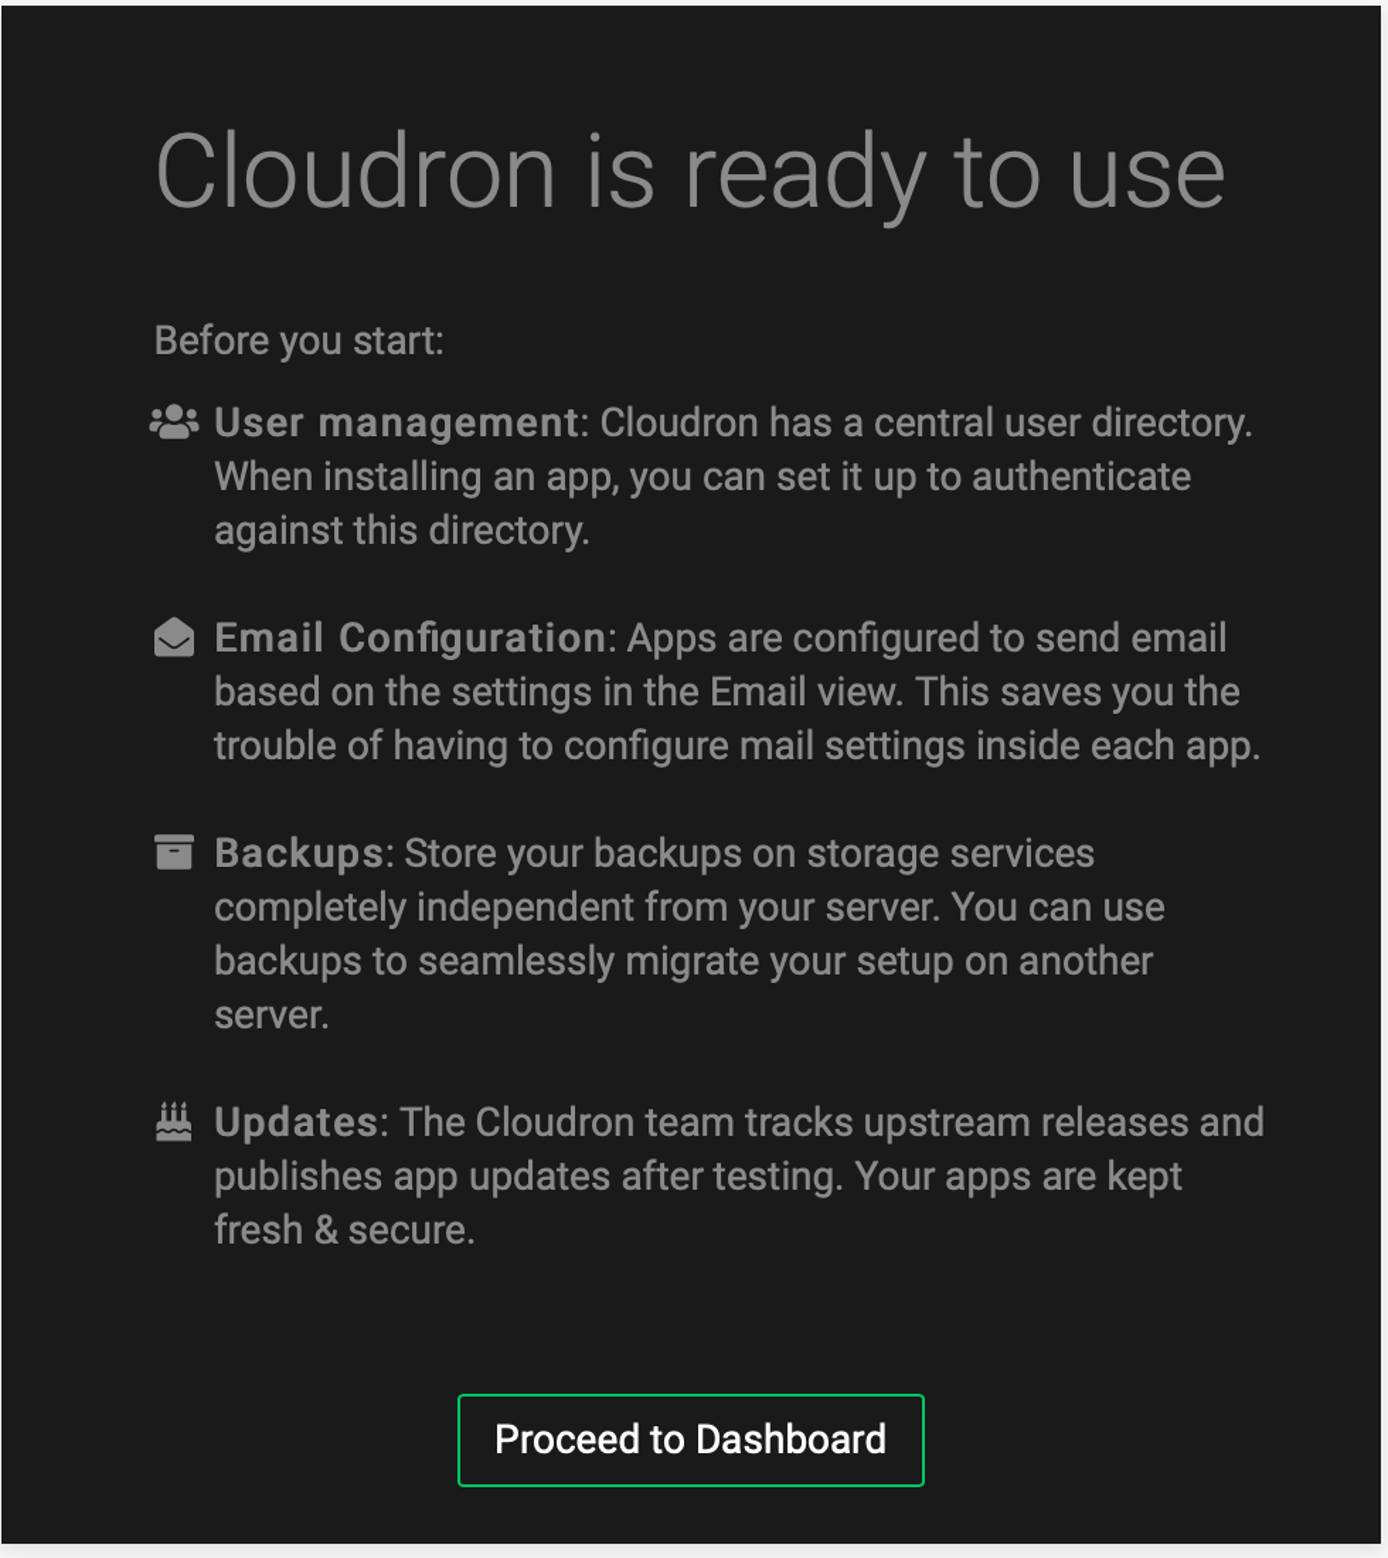 Cloudron is ready to use
Before you start:
User management: Cloudron has a central user directory.
When installing an app, you can set it up to authenticate
against this directory.
Email Configuration: Apps are configured to send email
based on the settings in the Email view. This saves you the
trouble of having to configure mail settings inside each app.
Backups: Store your backups on storage services
completely independent from your server. You can use
backups to seamlessly migrate your setup on another
server.
Updates: The Cloudron team tracks upstream releases and
publishes app updates after testing. Your apps are kept
fresh & secure.
Proceed to Dashboard